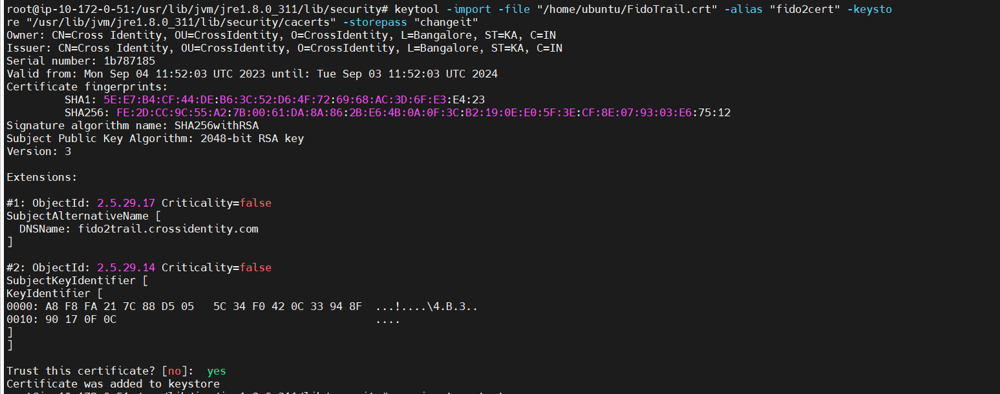 root@ip-10-172-0-51:/usr/lib/jvm/jre1.8.0_311/lib/security# keytool -import -file "/home/ubuntu/FidoTrail.crt" -alias "fido2cert" -keysto
re "/usr/lib/jvm/jre1.8.0_311/lib/security/cacerts" -storepass "changeit"
Owner: CN=Cross Identity, OU=CrossIdentity, O=CrossIdentity, L=Bangalore, ST=KA, C=IN
Issuer: CN=Cross Identity, OU=CrossIdentity, O=CrossIdentity, L=Bangalore, ST=KA, C=IN
Serial number: 1b787185
Valid from: Mon Sep 04 11:52:03 UTC 2023 until: Tue Sep 03 11:52:03 UTC 2024
Certificate fingerprints:
         SHA1: 5E:E7:B4:CF:44:DE:B6:3C:52:D6:4F:72:69:68:AC:3D:6F:E3:E4:23
         SHA256: FE:2D:CC:9C:55:A2:7B:00:61:DA:8A:86:2B:E6:4B:0A:0F:3C:B2:19:0E:E0:5F:3E:CF:8E:07:93:03:E6:75:12
Signature algorithm name: SHA256withRSA
Subject Public Key Algorithm: 2048-bit RSA key
Version: 3
Extensions:
#1: ObjectId: 2.5.29.17 Criticality=false
SubjectAlternativeName [
  DNSName: fido2trail.crossidentity.com
]
#2: ObjectId: 2.5.29.14 Criticality=false
SubjectKeyIdentifier [
KeyIdentifier [
0000: A8 F8 FA 21 7C 88 D5 05   5C 34 F0 42 0C 33 94 8F  ...!....\4.B.3..
0010: 90 17 0F 0C                                        ....
]
]
Trust this certificate? [no]:  yes
Certificate was added to keystore